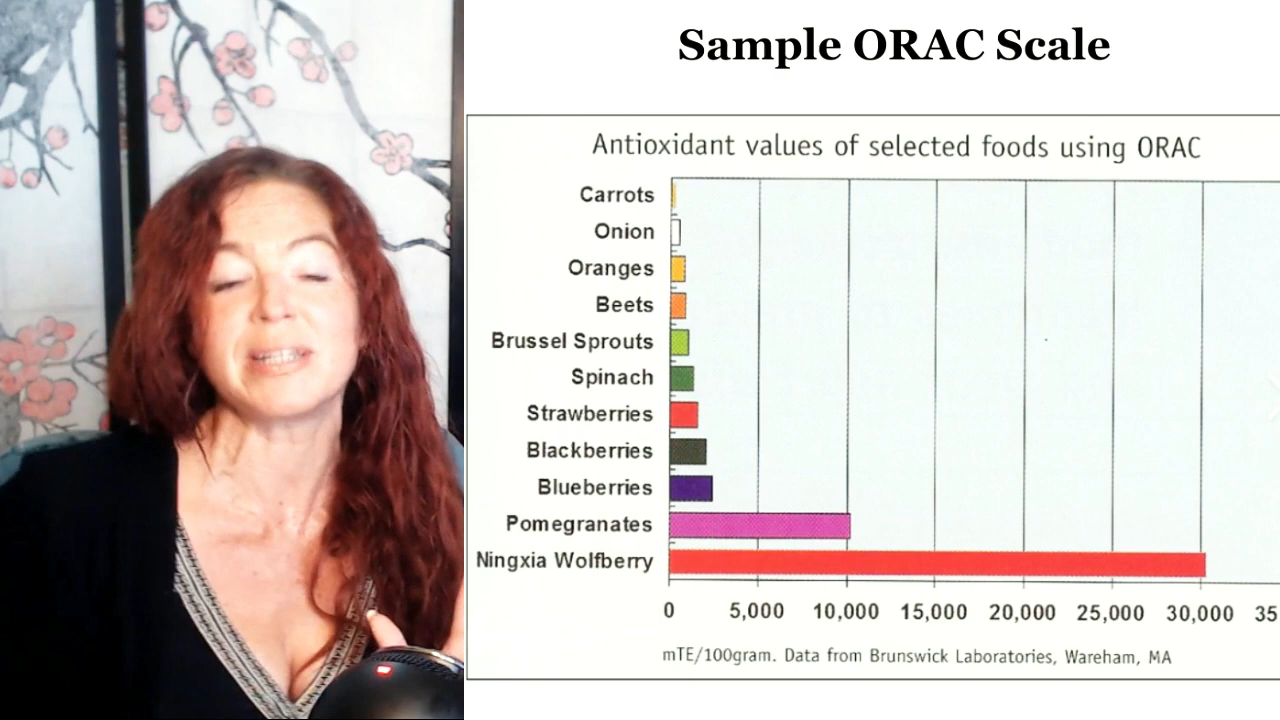 Sample ORAC Scale
Antioxidant values of selected foods using ORAC
Carrots
Onion
Oranges
Beets
Brussel Sprouts
Spinach
Strawberries
Blackberries
Blueberries
Pomegranates
Ningxia Wolfberry
0 5,000 10,000 15,000 20,000 25,000 30,000 35
mTE/100gram. Data from Brunswick Laboratories, Wareham, MA